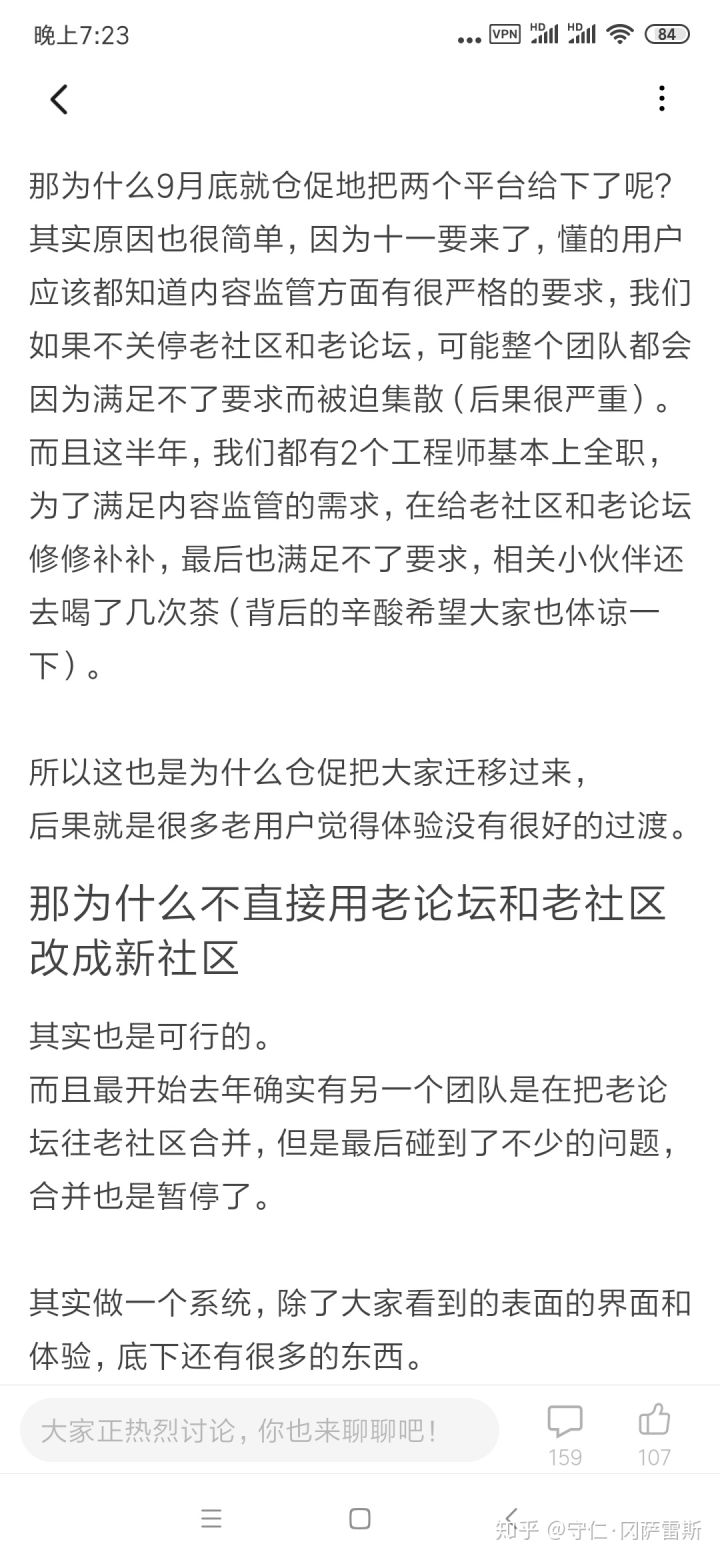 晚上7:23
VPN
HD
HD
84
那为什么9月底就仓促地把两个平台给下了呢?
其实原因也很简单，因为十一要来了，懂的用户
应该都知道内容监管方面有很严格的要求，我们
如果不关停老社区和老论坛，可能整个团队都会
因为满足不了要求而被迫集散（后果很严重）。
而且这半年，我们都有2个工程师基本上全职，
为了满足内容监管的需求，在给老社区和老论坛
修修补补，最后也满足不了要求，相关小伙伴还
去喝了几次茶（背后的辛酸希望大家也体谅一
下）。
所以这也是为什么仓促把大家迁移过来，
后果就是很多老用户觉得体验没有很好的过渡。
那为什么不直接用老论坛和老社区
改成新社区
其实也是可行的。
而且最开始去年确实有另一个团队是在把老论
坛往老社区合并，但是最后碰到了不少的问题，
合并也是暂停了。
其实做一个系统，除了大家看到的表面的界面和
体验，底下还有很多的东西。
大家正热烈讨论，你也来聊聊吧!
159
107
知乎 @守仁·冈萨雷斯